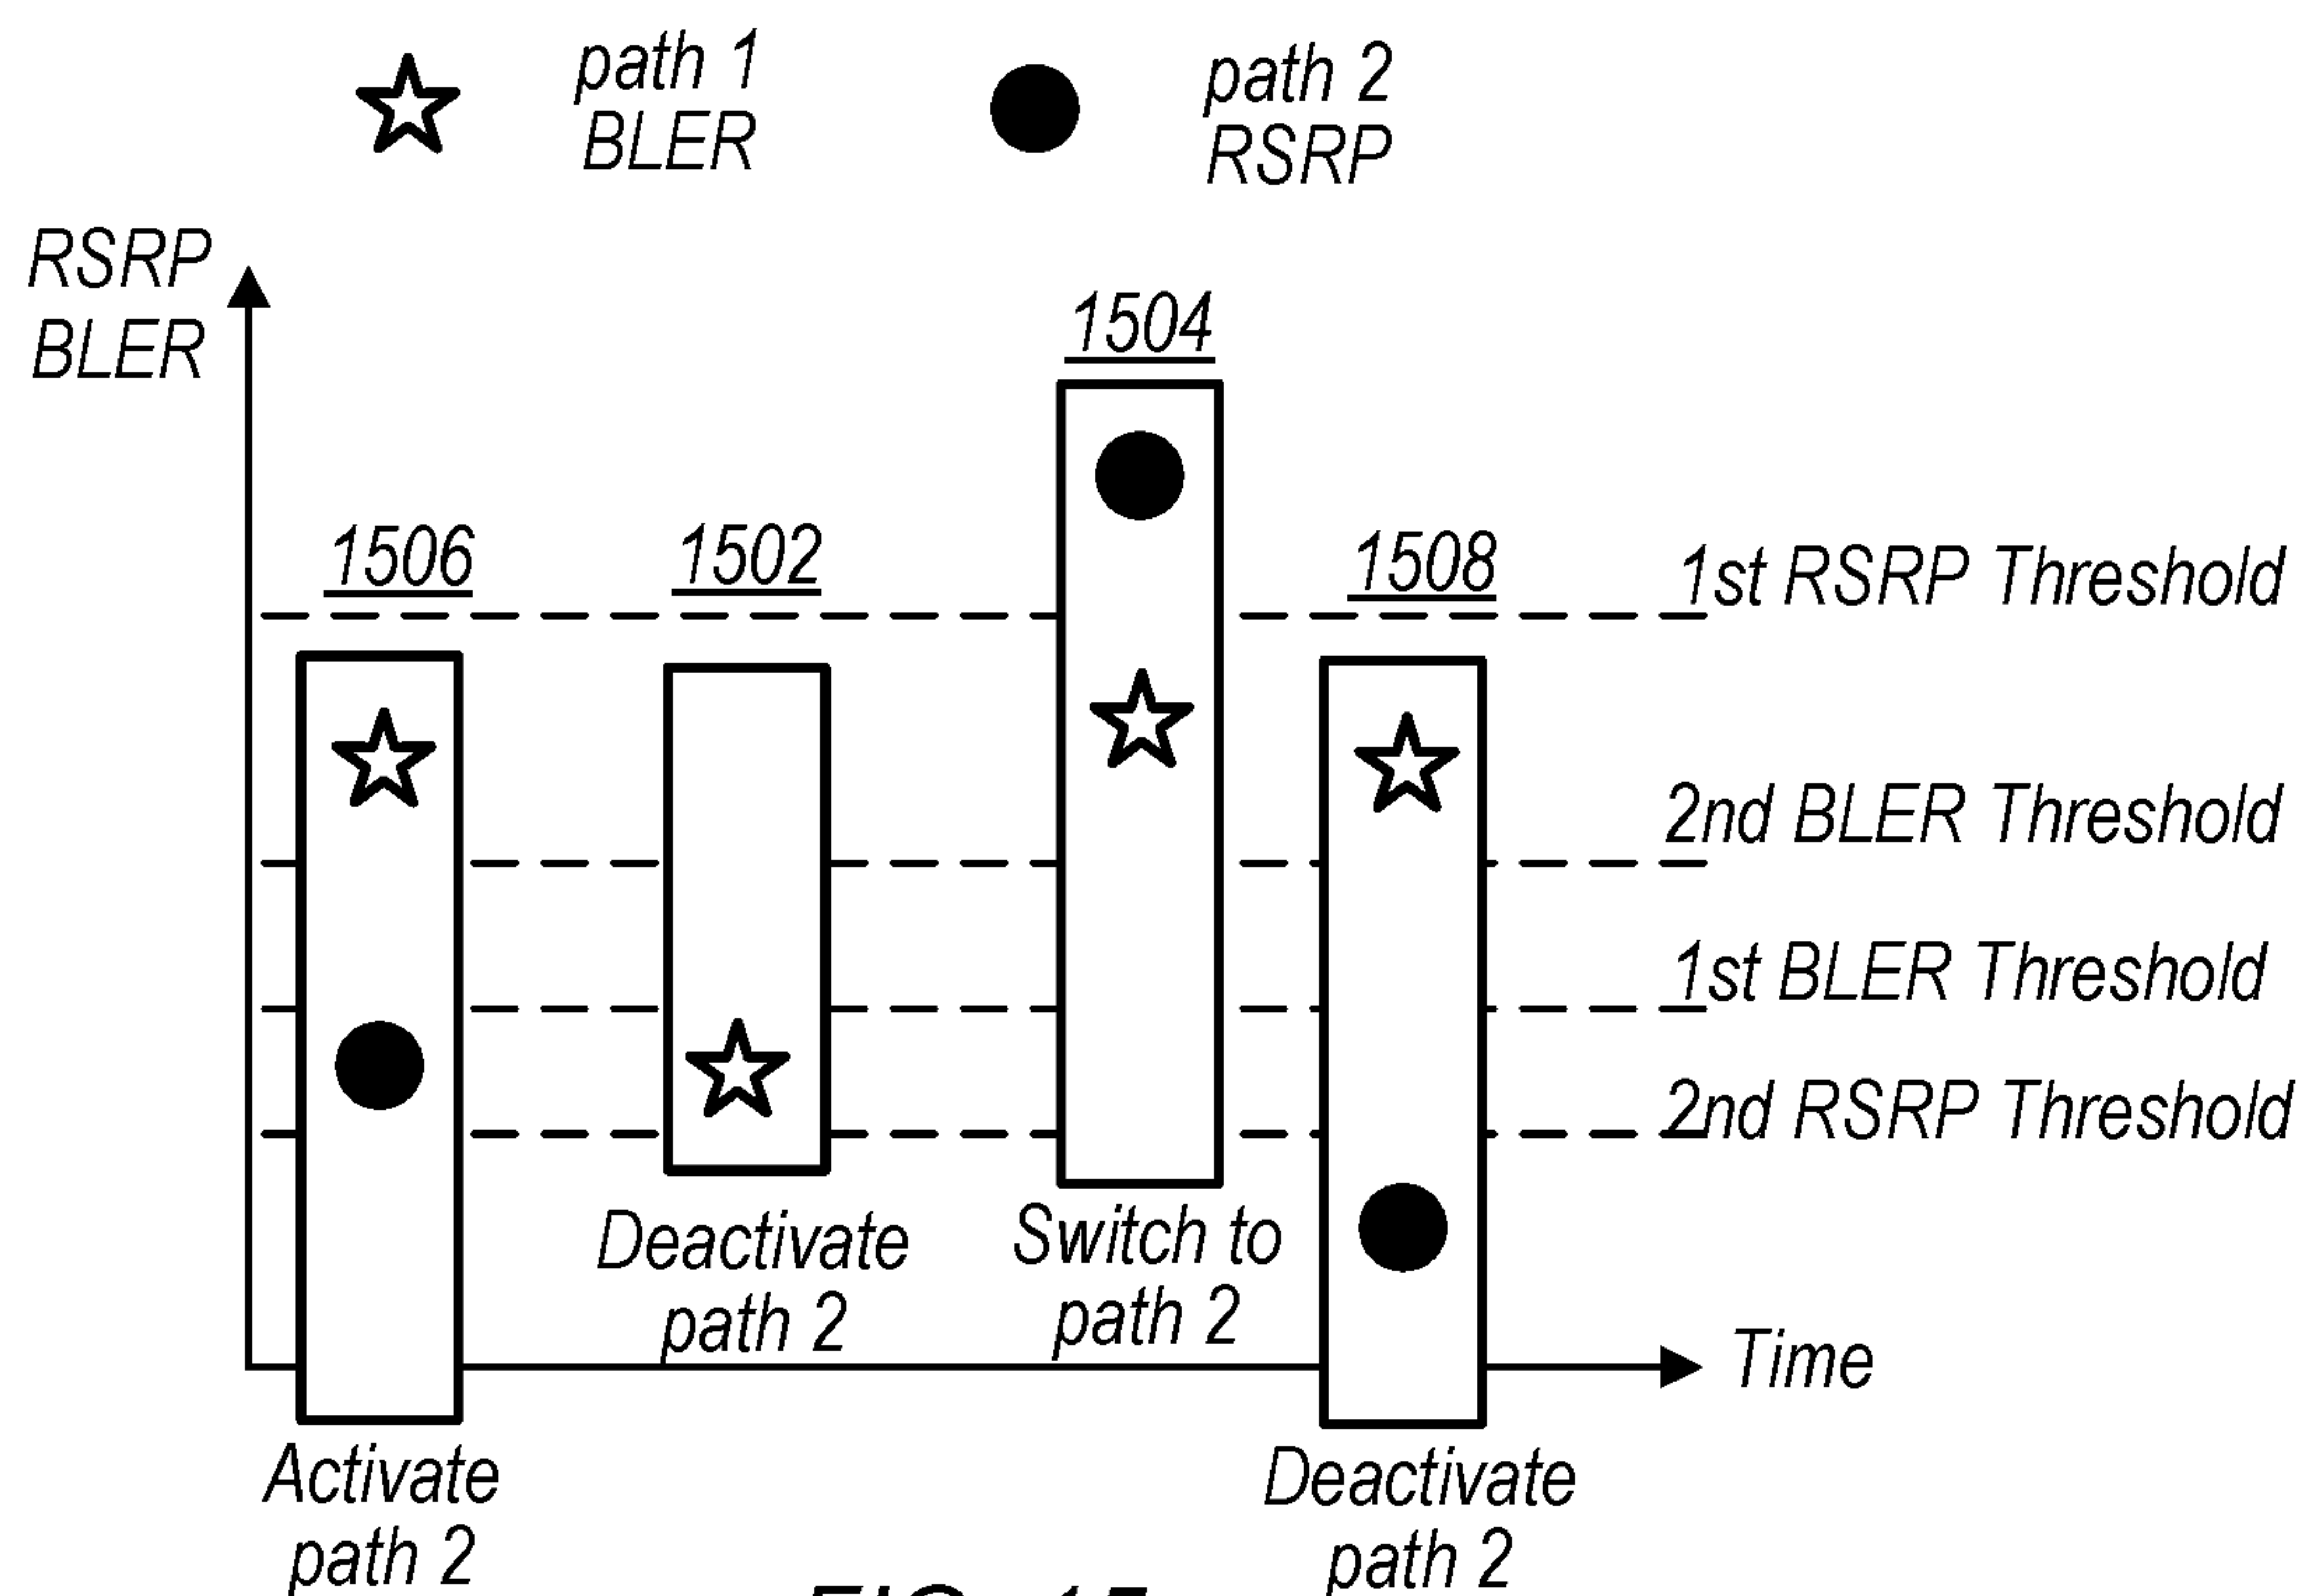 path 1
BLER
path 2
RSRP
RSRP
BLER
1504
1506
1502
1508
1st RSRP Threshold
2nd BLER Threshold
1st BLER Threshold
2nd RSRP Threshold
Deactivate
path 2
Switch to
path 2
Time
Activate
path 2
Deactivate
path 2